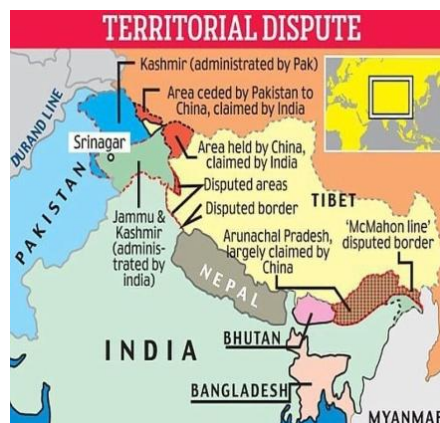 TERRITORIAL DISPUTE
Kashmir (administrated by Pak)
Area ceded by Pakistan to
China, claimed by India
DURAND LINE
Srinagar
Area held by China,
claimed by India
PAKISTAN
Disputed areas
TIBET
Disputed border
Jammu &
Kashmir
(adminis-
trated by
india)
'McMahon line'
disputed border
Arunachal Pradesh,
largely claimed by
China
NEPAL
INDIA
BHUTAN
BANGLADESH
MYANMAR